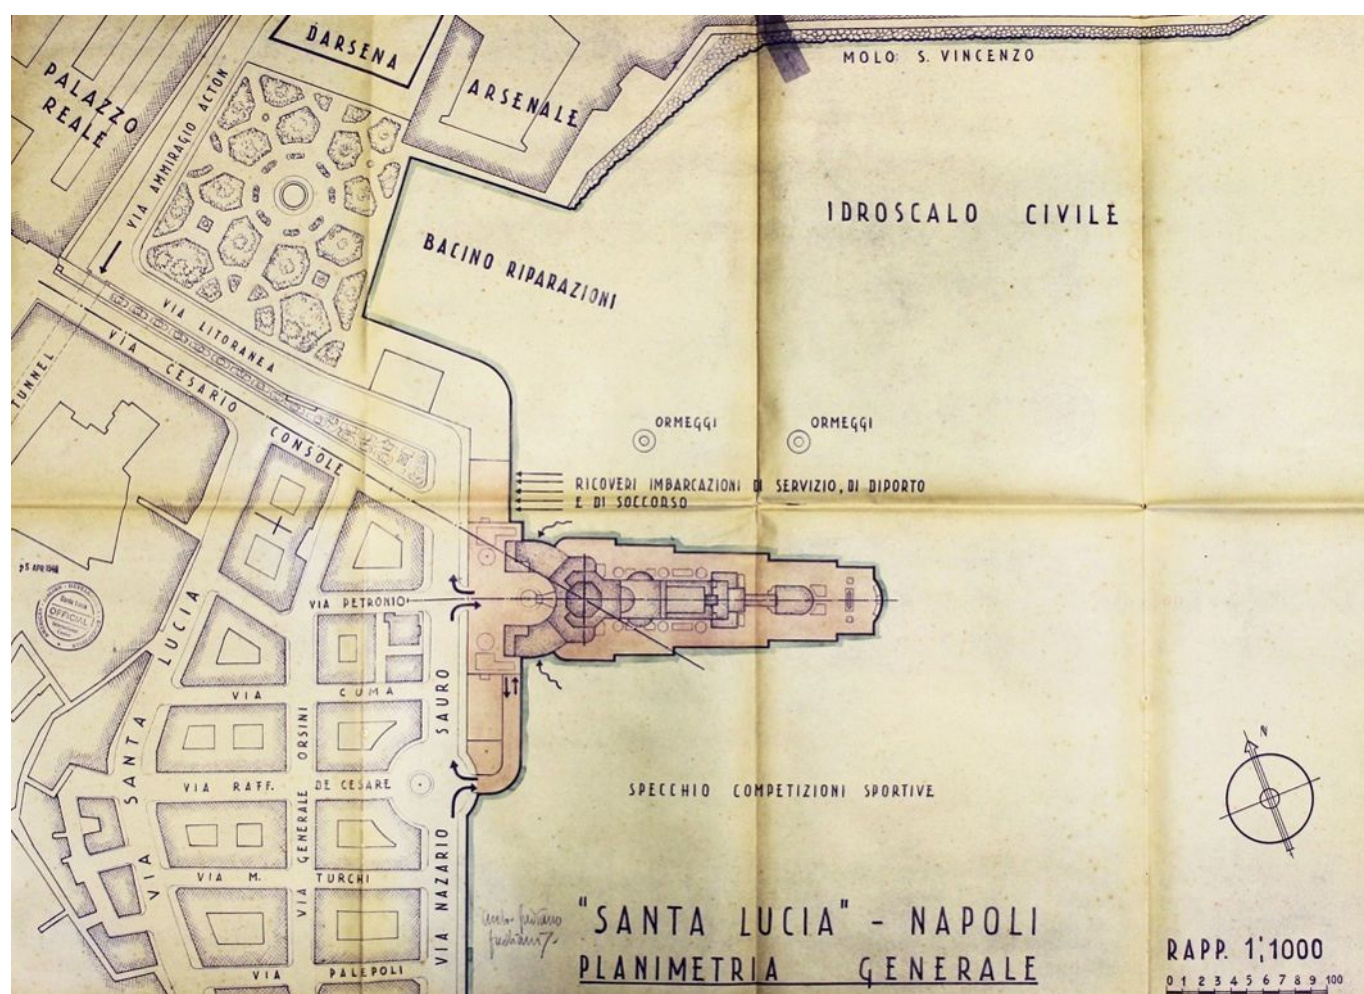 DARSENA
PALAZZO
REALE
VIA AMMIRAGIO ACTON
ARSENALE
MOLO S. VINCENZO
IDROSCALO CIVILE
BACINO RIPARAZIONI
VIA LITORANEA
VIA CESARIO CONSOLE
TUNNEL
ORMEGGI
ORMEGGI
RICOVERI IMBARCAZIONI DI SERVIZIO, DI DIPORTO
E DI SOCCORSO
VIA PETRONIO
VIA SANTA LUCIA
OFFICIAL
VIA CUMA
VIA GENERALE ORSINI
VIA NAZARIO SAURO
VIA RAFF. DE CESARE
VIA M. TURCHI
VIA PALEPOLI
SPECCHIO COMPETIZIONI SPORTIVE
N
"SANTA LUCIA" - NAPOLI
PLANIMETRIA GENERALE
RAPP. 1:1000
0 1 2 3 4 5 6 7 8 9 100